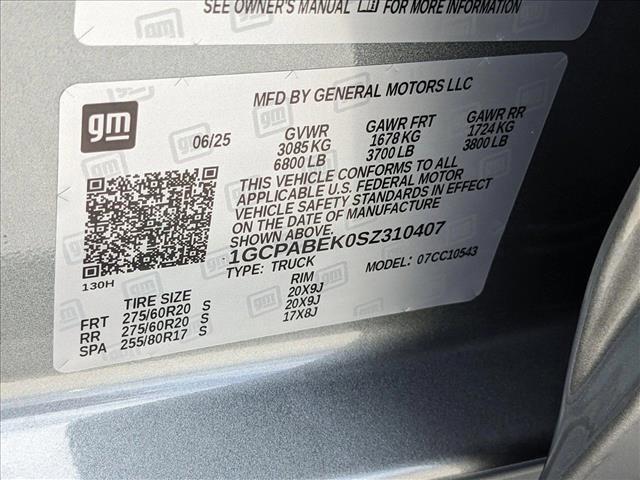 SEE OWNER'S MANUAL FOR MORE INFORMATION
gm
MFD BY GENERAL MOTORS LLC
06/25
GVWR GAWR FRT GAWR RR
3085 KG 1678 KG 1724 KG
6800 LB 3700 LB 3800 LB
THIS VEHICLE CONFORMS TO ALL
APPLICABLE U.S. FEDERAL MOTOR
VEHICLE SAFETY STANDARDS IN EFFECT
ON THE DATE OF MANUFACTURE
SHOWN ABOVE.
1GCPABEK0SZ310407
TYPE: TRUCK MODEL: 07CC10543
130H
TIRE SIZE RIM
FRT 275/60R20 S 20X9J
RR 275/60R20 S 20X9J
SPA 255/80R17 S 17X8J